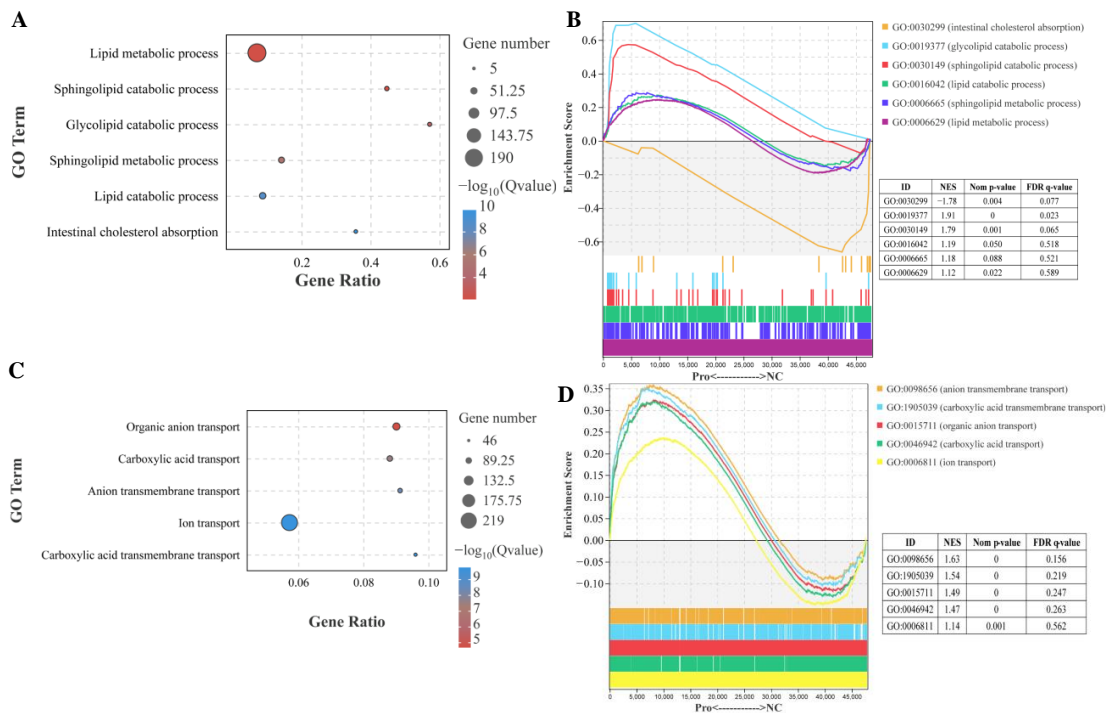 A
Lipid metabolic process
Sphingolipid catabolic process
Glycolipid catabolic process
Sphingolipid metabolic process
Lipid catabolic process
Intestinal cholesterol absorption
GO Term
0.2 0.4 0.6
Gene Ratio
Gene number
5
51.25
97.5
143.75
190
−log10(Qvalue)
10
8
6
4
B
0.6
0.4
0.2
0.0
−0.2
−0.4
−0.6
Enrichment Score
0 5,000 10,000 15,000 20,000 25,000 30,000 35,000 40,000 45,000
Pro<----------->NC
GO:0030299 (intestinal cholesterol absorption)
GO:0019377 (glycolipid catabolic process)
GO:0030149 (sphingolipid catabolic process)
GO:0016042 (lipid catabolic process)
GO:0006665 (sphingolipid metabolic process)
GO:0006629 (lipid metabolic process)
ID NES Nom p-value FDR q-value
GO:0030299 −1.78 0.004 0.077
GO:0019377 1.91 0 0.023
GO:0030149 1.79 0.001 0.065
GO:0016042 1.19 0.050 0.518
GO:0006665 1.18 0.088 0.521
GO:0006629 1.12 0.022 0.589
C
Organic anion transport
Carboxylic acid transport
Anion transmembrane transport
Ion transport
Carboxylic acid transmembrane transport
GO Term
0.06 0.08 0.10
Gene Ratio
Gene number
46
89.25
132.5
175.75
219
−log10(Qvalue)
9
8
7
6
5
D
0.35
0.30
0.25
0.20
0.15
0.10
0.05
0.00
−0.05
−0.10
Enrichment Score
0 5,000 10,000 15,000 20,000 25,000 30,000 35,000 40,000 45,000
Pro<----------->NC
GO:0098656 (anion transmembrane transport)
GO:1905039 (carboxylic acid transmembrane transport)
GO:0015711 (organic anion transport)
GO:0046942 (carboxylic acid transport)
GO:0006811 (ion transport)
ID NES Nom p-value FDR q-value
GO:0098656 1.63 0 0.156
GO:1905039 1.54 0 0.219
GO:0015711 1.49 0 0.247
GO:0046942 1.47 0 0.263
GO:0006811 1.14 0.001 0.562